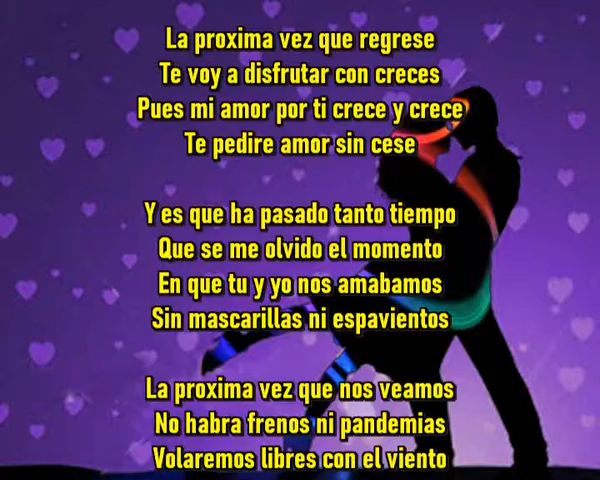 La proxima vez que regrese
Te voy a disfrutar con creces
Pues mi amor por ti crece y crece
Te pedire amor sin cese
Y es que ha pasado tanto tiempo
Que se me olvido el momento
En que tu y yo nos amabamos
Sin mascarillas ni espavientos
La proxima vez que nos veamos
No habra frenos ni pandemias
Volaremos libres con el viento